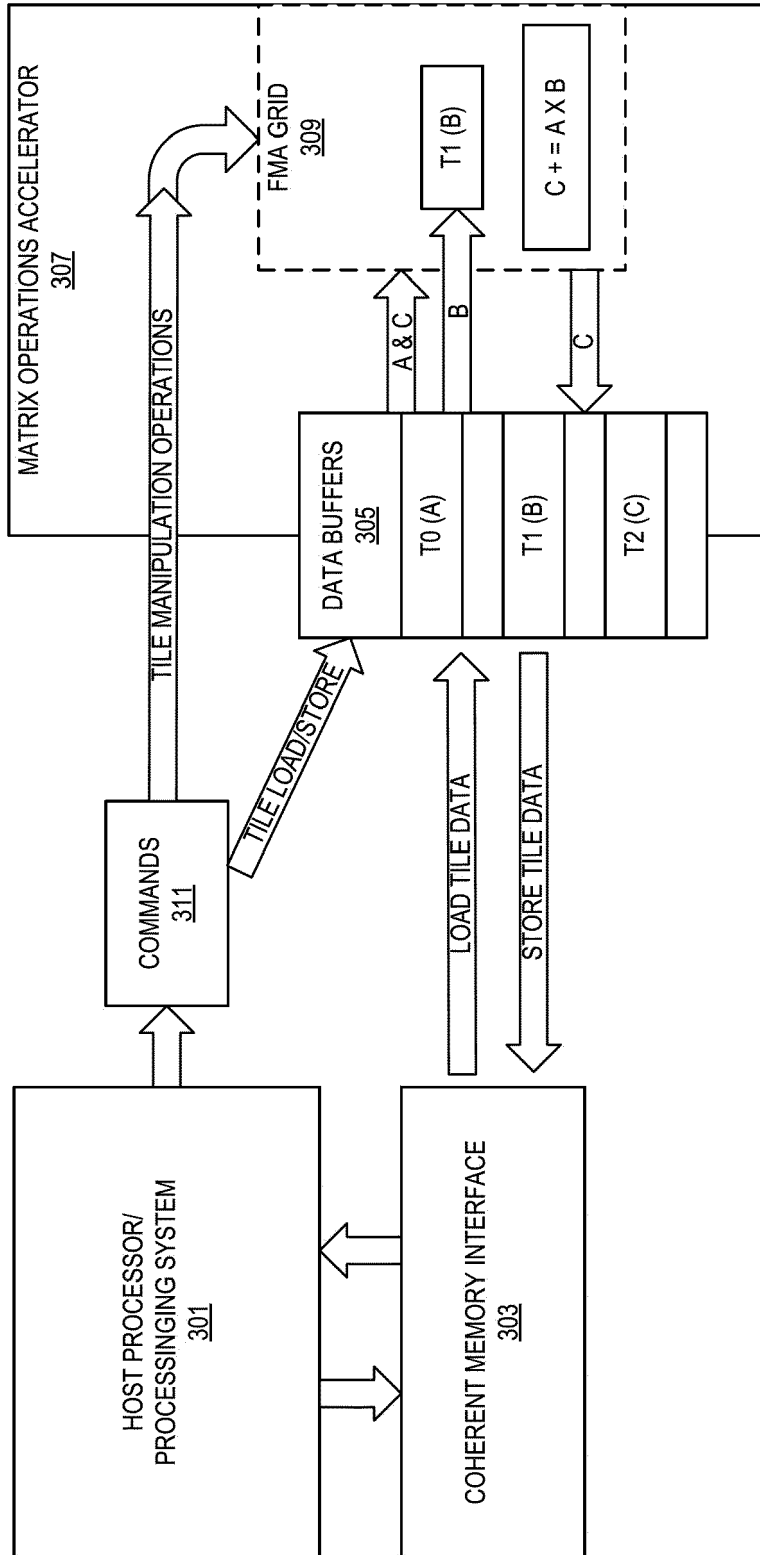 HOST PROCESSOR/
PROCESSINGING SYSTEM
301
COHERENT MEMORY INTERFACE
303
COMMANDS
311
TILE MANIPULATION OPERATIONS
TILE LOAD/STORE
LOAD TILE DATA
STORE TILE DATA
MATRIX OPERATIONS ACCELERATOR
307
DATA BUFFERS
305
T0 (A)
T1 (B)
T2 (C)
A & C
B
C
FMA GRID
309
T1 (B)
C + = A X B